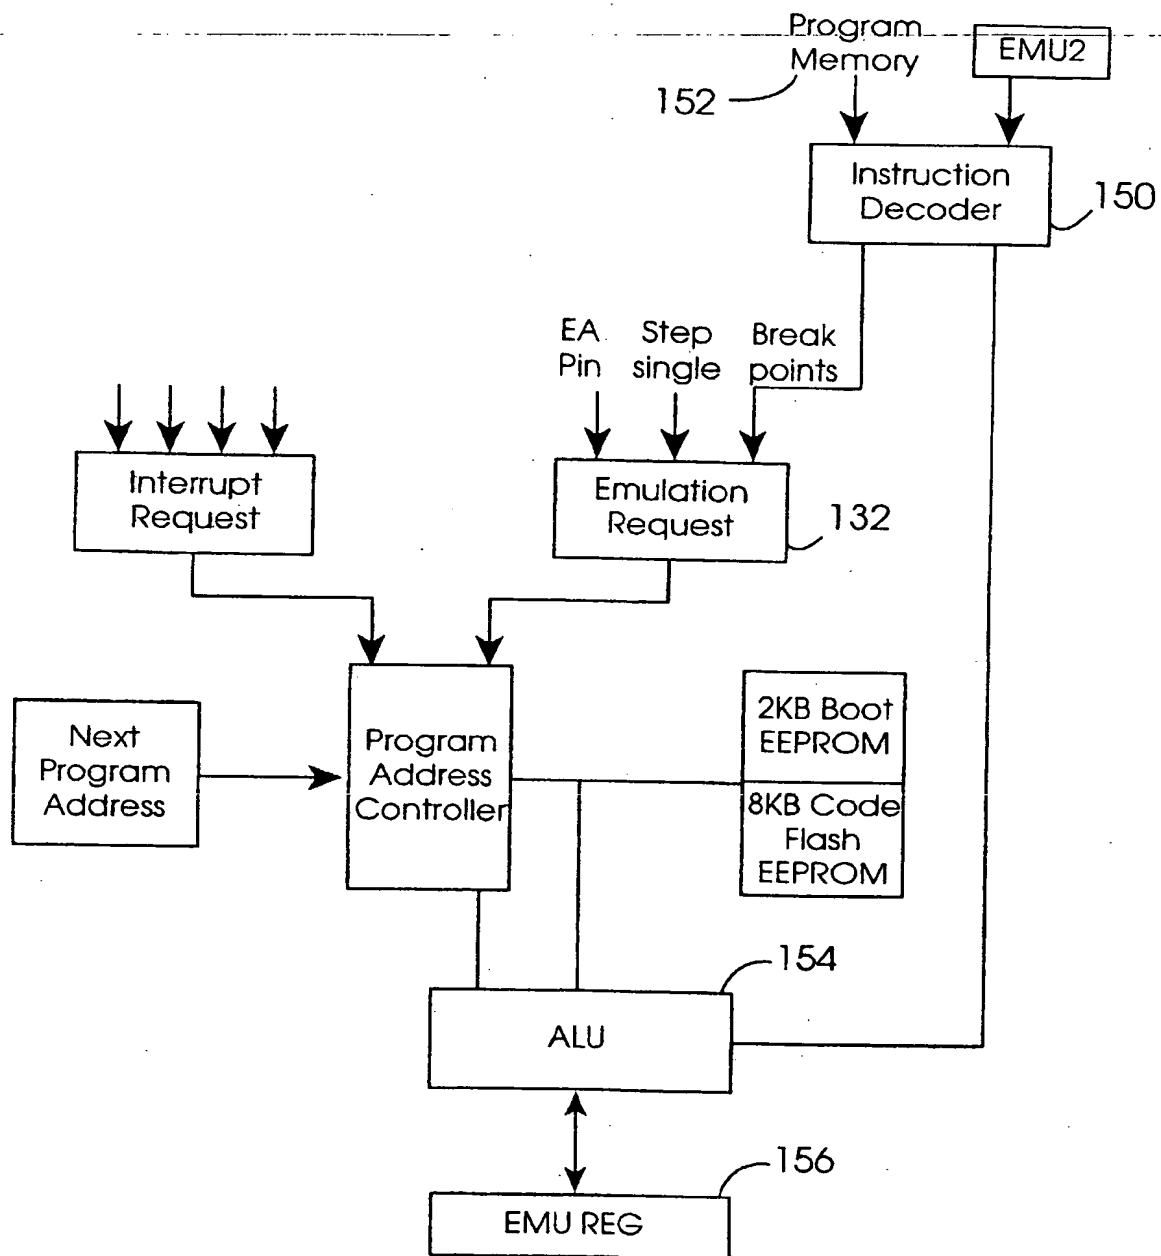 Program
Memory
EMU2
152
Instruction
Decoder
150
EA
Pin
Step
single
Break
points
Interrupt
Request
Emulation
Request
132
Next
Program
Address
Program
Address
Controller
2KB Boot
EEPROM
8KB Code
Flash
EEPROM
154
ALU
156
EMU REG